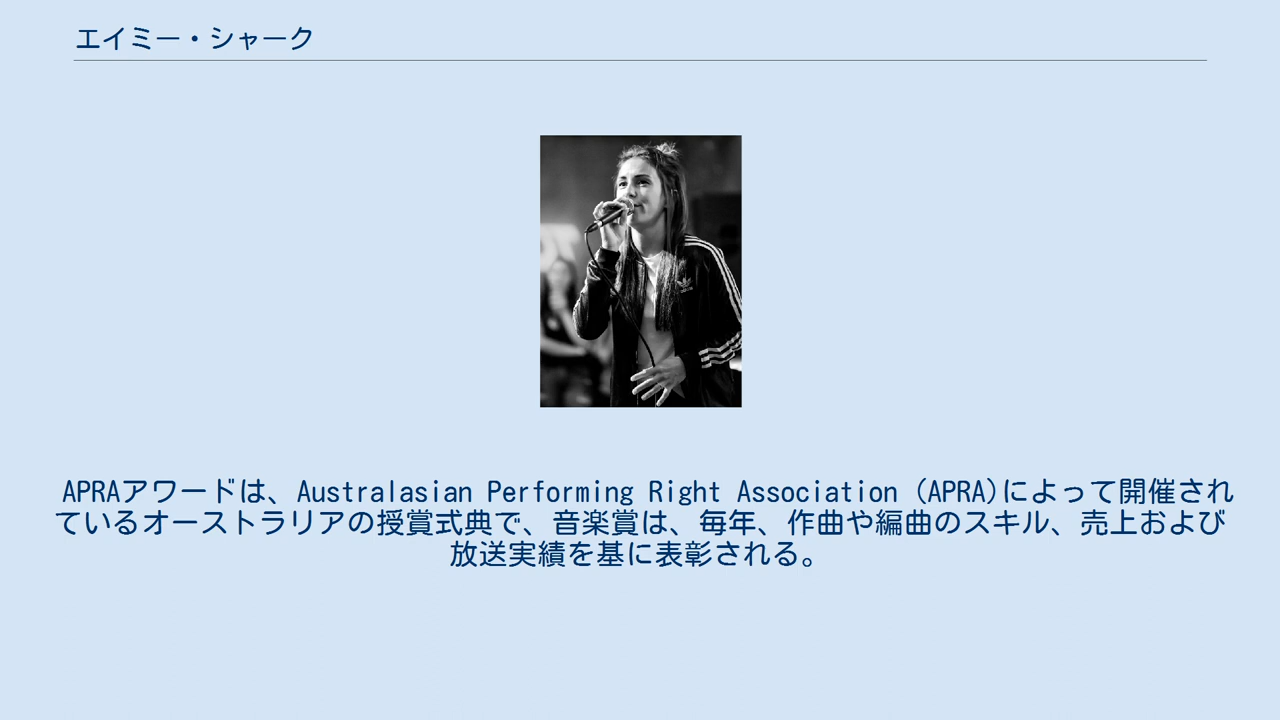 エイミー・シャーク
APRAアワードは、Australasian Performing Right Association (APRA)によって開催され
ているオーストラリアの授賞式典で、音楽賞は、毎年、作曲や編曲のスキル、売上および
放送実績を基に表彰される。